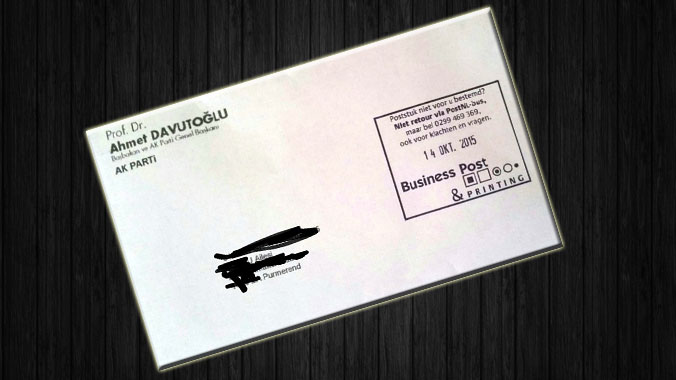 Prof. Dr.
Ahmet DAVUTOĞLU
Başbakan ve AK Parti Genel Başkanı
AK PARTİ
Poststuk niet voor u bestemd?
Niet retour via PostNL-bus,
maar bel 0299 469 369,
ook voor klachten en vragen.
14 OKT. 2015
Business Post
& PRINTING
Ailesi
Purmerend